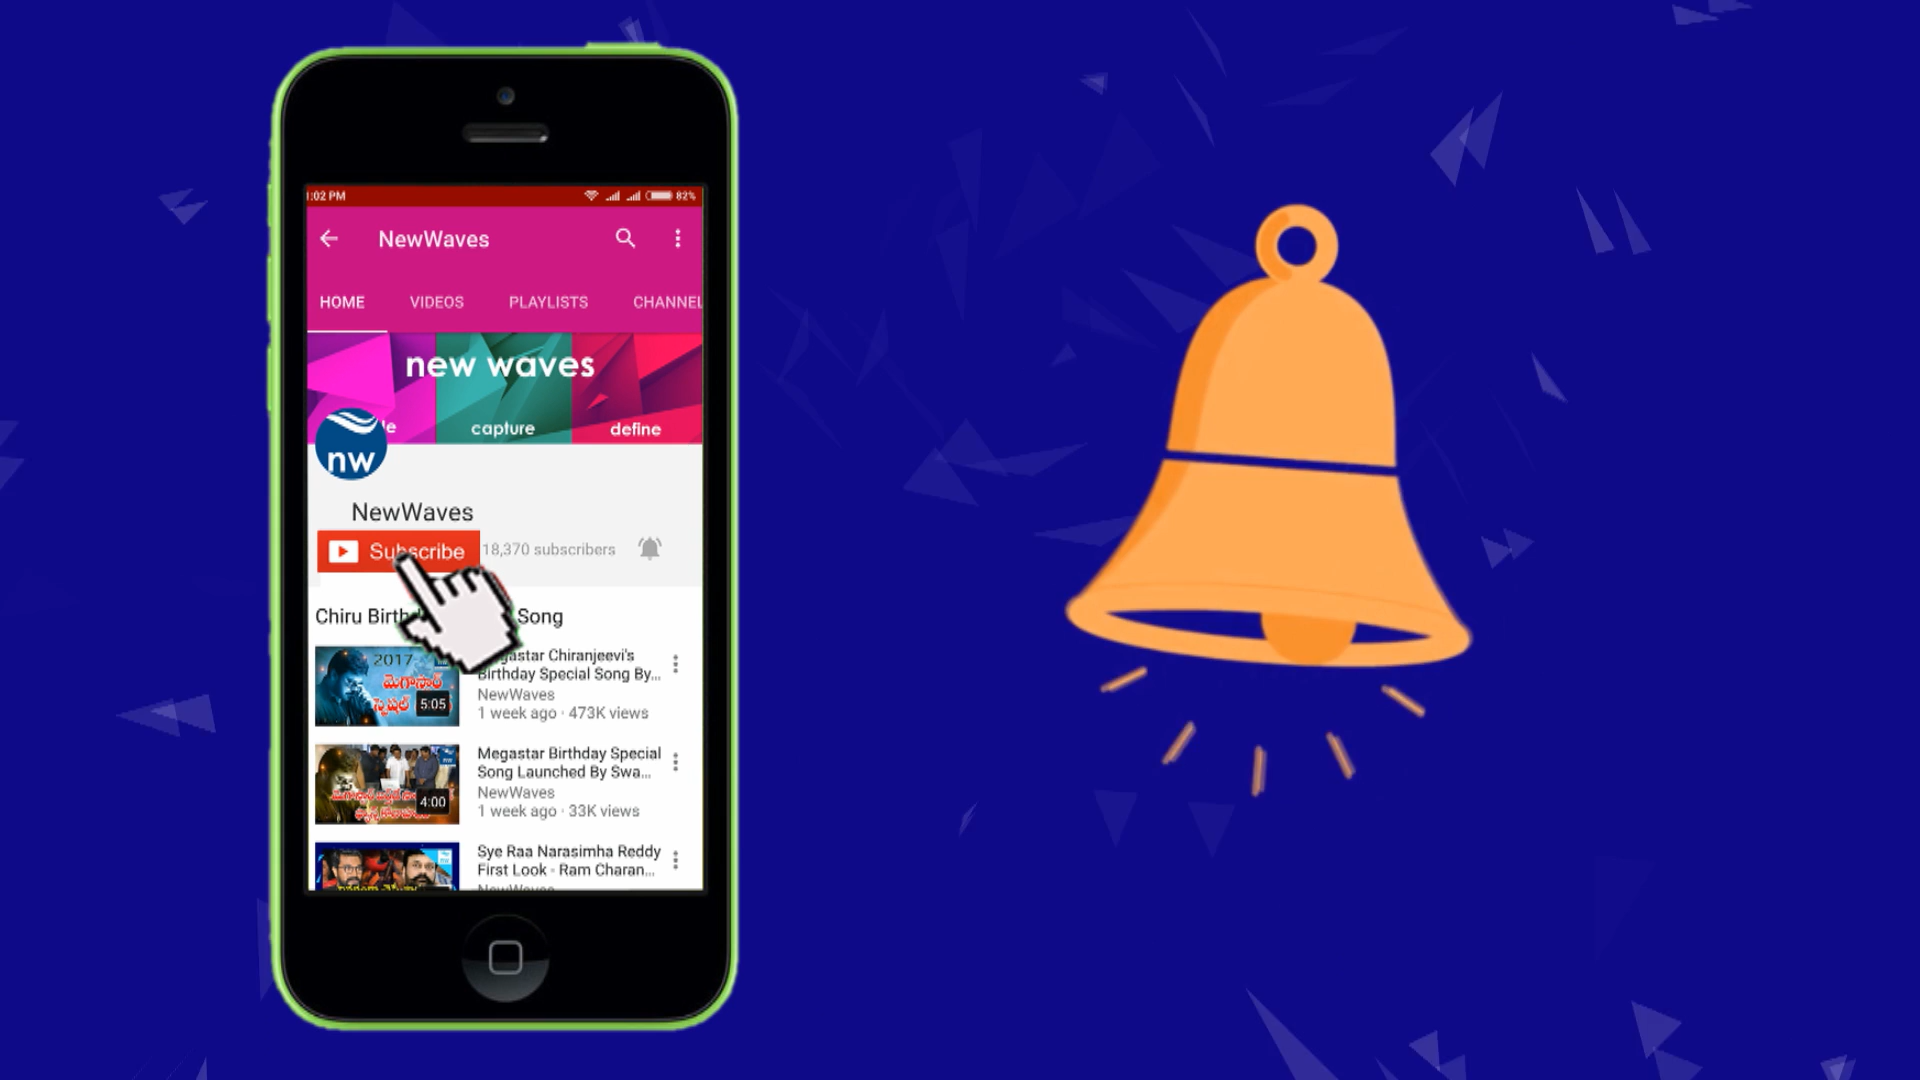 1:02 PM
82%
NewWaves
HOME VIDEOS PLAYLISTS CHANNEL
new waves
capture
define
nw
NewWaves
Subscribe
18,370 subscribers
Chiru Song
2017
మెగాస్టార్
స్పెషల్
5:05
Chiranjeevi's
Birthday Special Song By...
NewWaves
1 week ago · 473K views
4:00
Megastar Birthday Special
Song Launched By Swa...
NewWaves
1 week ago · 33K views
Sye Raa Narasimha Reddy
First Look - Ram Charan...